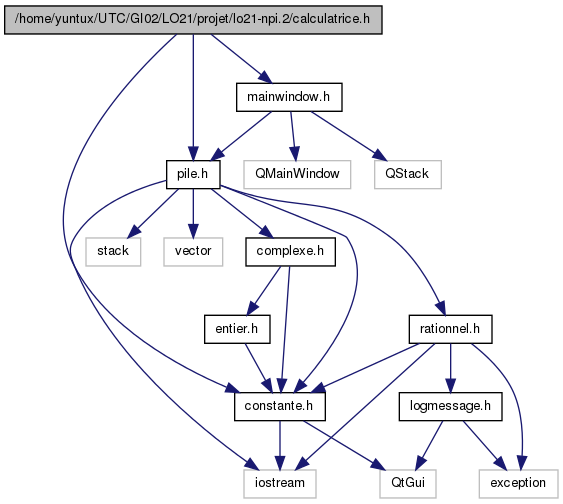 /home/yuntux/UTC/GI02/LO21/projet/lo21-npi.2/calculatrice.h
mainwindow.h
pile.h
QMainWindow
QStack
stack
vector
complexe.h
entier.h
rationnel.h
constante.h
logmessage.h
iostream
QtGui
exception